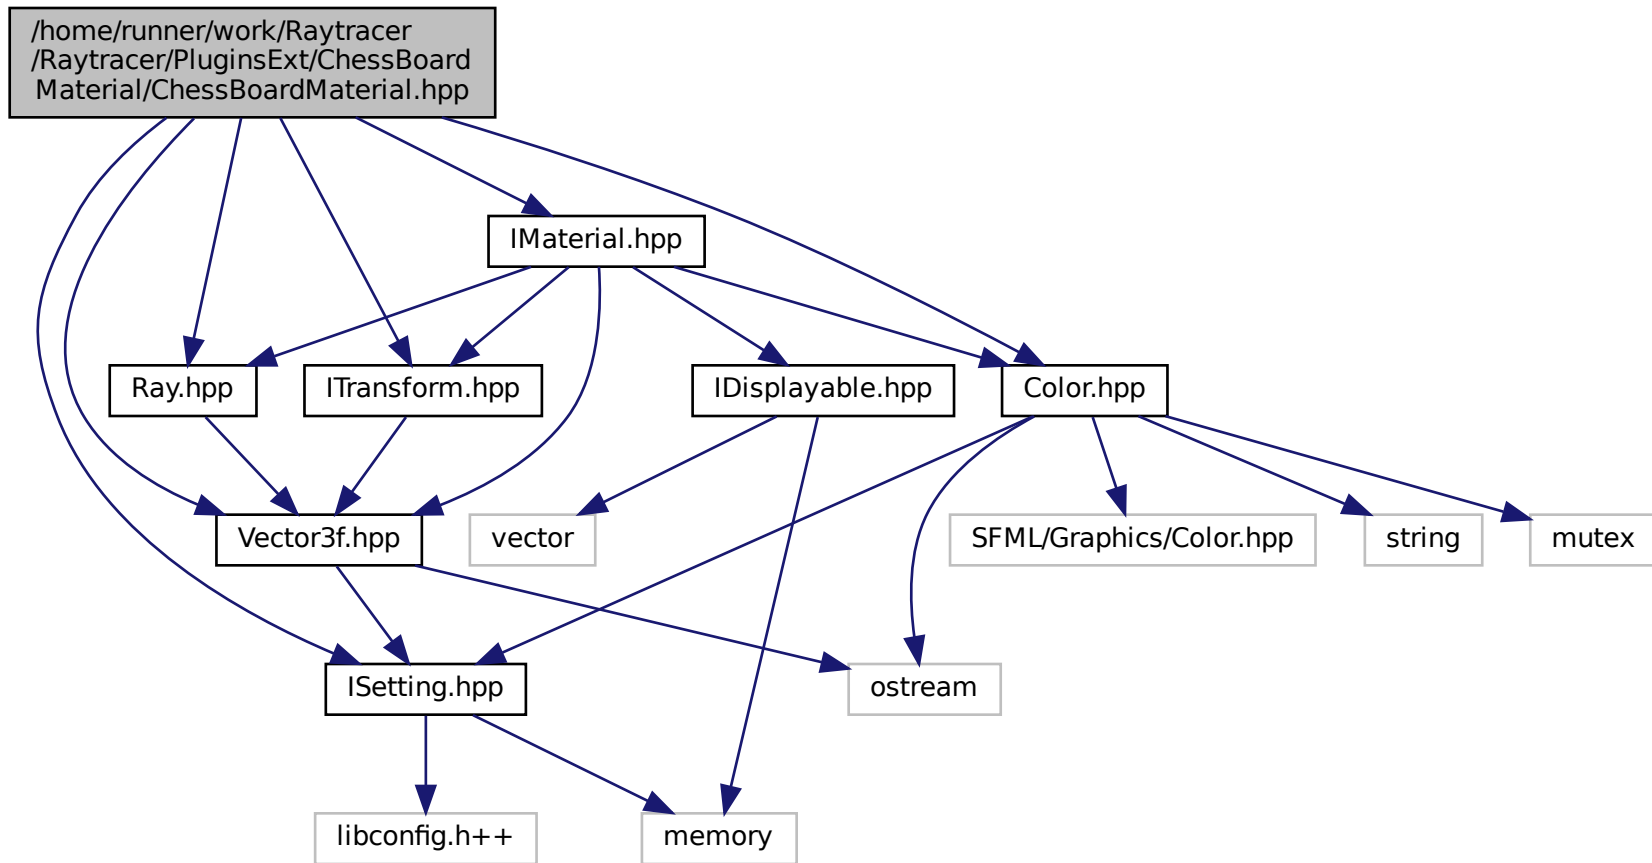 /home/runner/work/Raytracer
/Raytracer/PluginsExt/ChessBoard
Material/ChessBoardMaterial.hpp
IMaterial.hpp
Ray.hpp
ITransform.hpp
IDisplayable.hpp
Color.hpp
Vector3f.hpp
vector
SFML/Graphics/Color.hpp
string
mutex
ISetting.hpp
ostream
libconfig.h++
memory